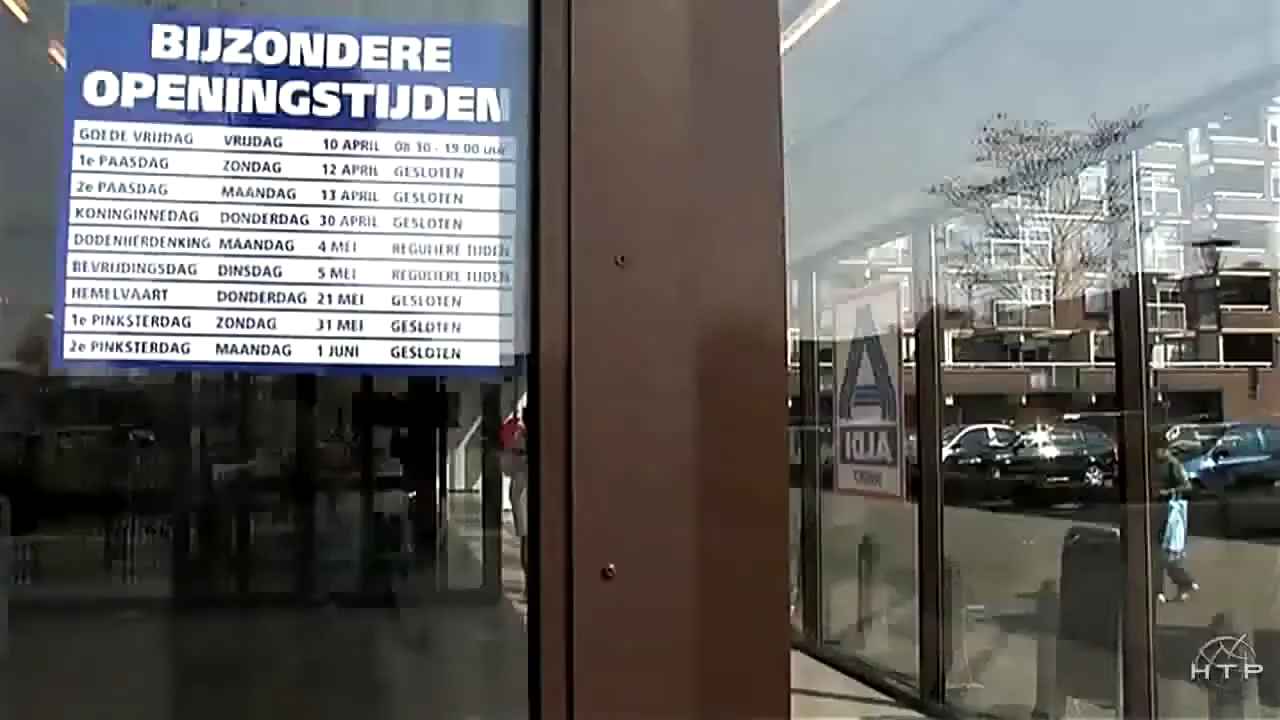 BIJZONDERE
OPENINGSTIJDEN
GOEDE VRIJDAG VRIJDAG 10 APRIL 08 30 - 19 00 uur
1e PAASDAG ZONDAG 12 APRIL GESLOTEN
2e PAASDAG MAANDAG 13 APRIL GESLOTEN
KONINGINNEDAG DONDERDAG 30 APRIL GESLOTEN
DODENHERDENKING MAANDAG 4 MEI REGULIERE TIJDEN
BEVRIJDINGSDAG DINSDAG 5 MEI REGULIERE TIJDEN
HEMELVAART DONDERDAG 21 MEI GESLOTEN
1e PINKSTERDAG ZONDAG 31 MEI GESLOTEN
2e PINKSTERDAG MAANDAG 1 JUNI GESLOTEN
ALDI
HTP